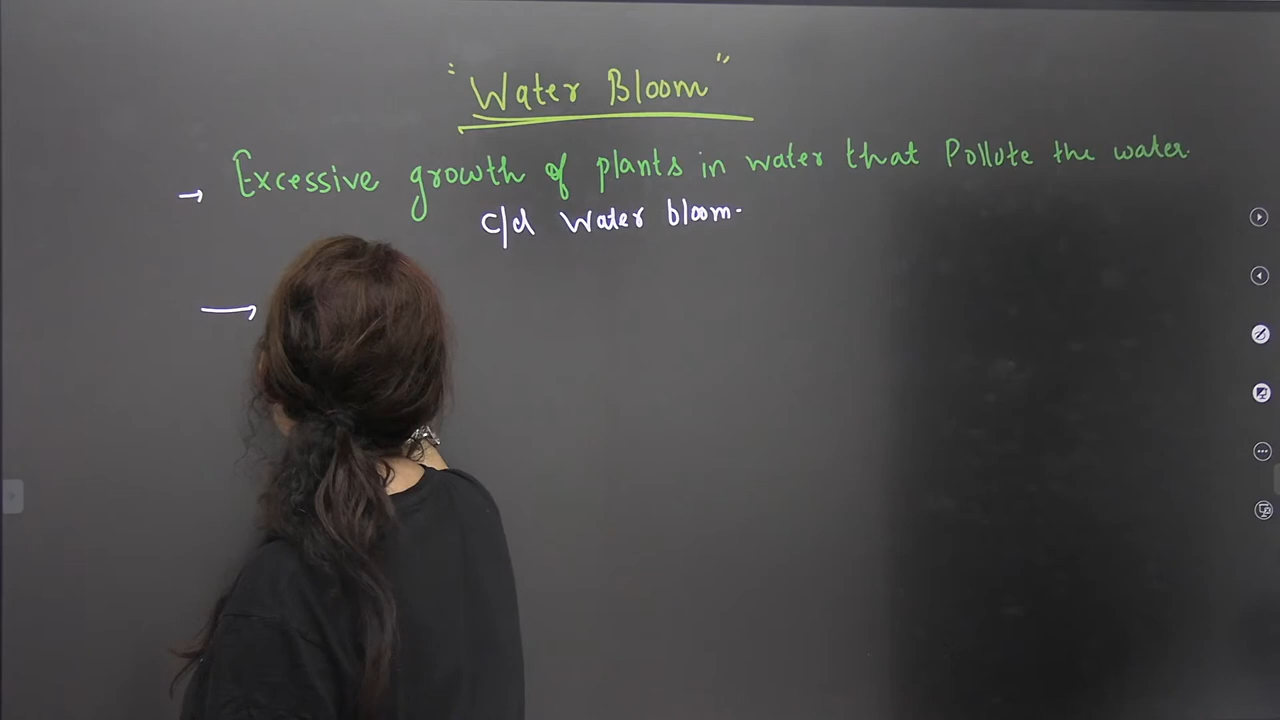 "Water Bloom"
→ Excessive growth of plants in water that Pollute the water.
c/d Water bloom.
→